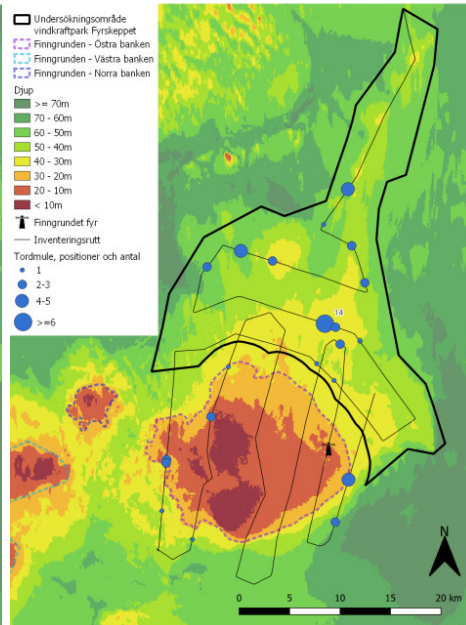 Undersökningsområde
vindkraftpark Fyrskeppet
Finngrunden - Östra banken
Finngrunden - Västra banken
Finngrunden - Norra banken
Djup
>= 70m
70 - 60m
60 - 50m
50 - 40m
40 - 30m
30 - 20m
20 - 10m
< 10m
Finngrundet fyr
Inventeringsrutt
Tordmule, positioner och antal
1
2-3
4-5
>=6
14
N
0 5 10 15 20 km